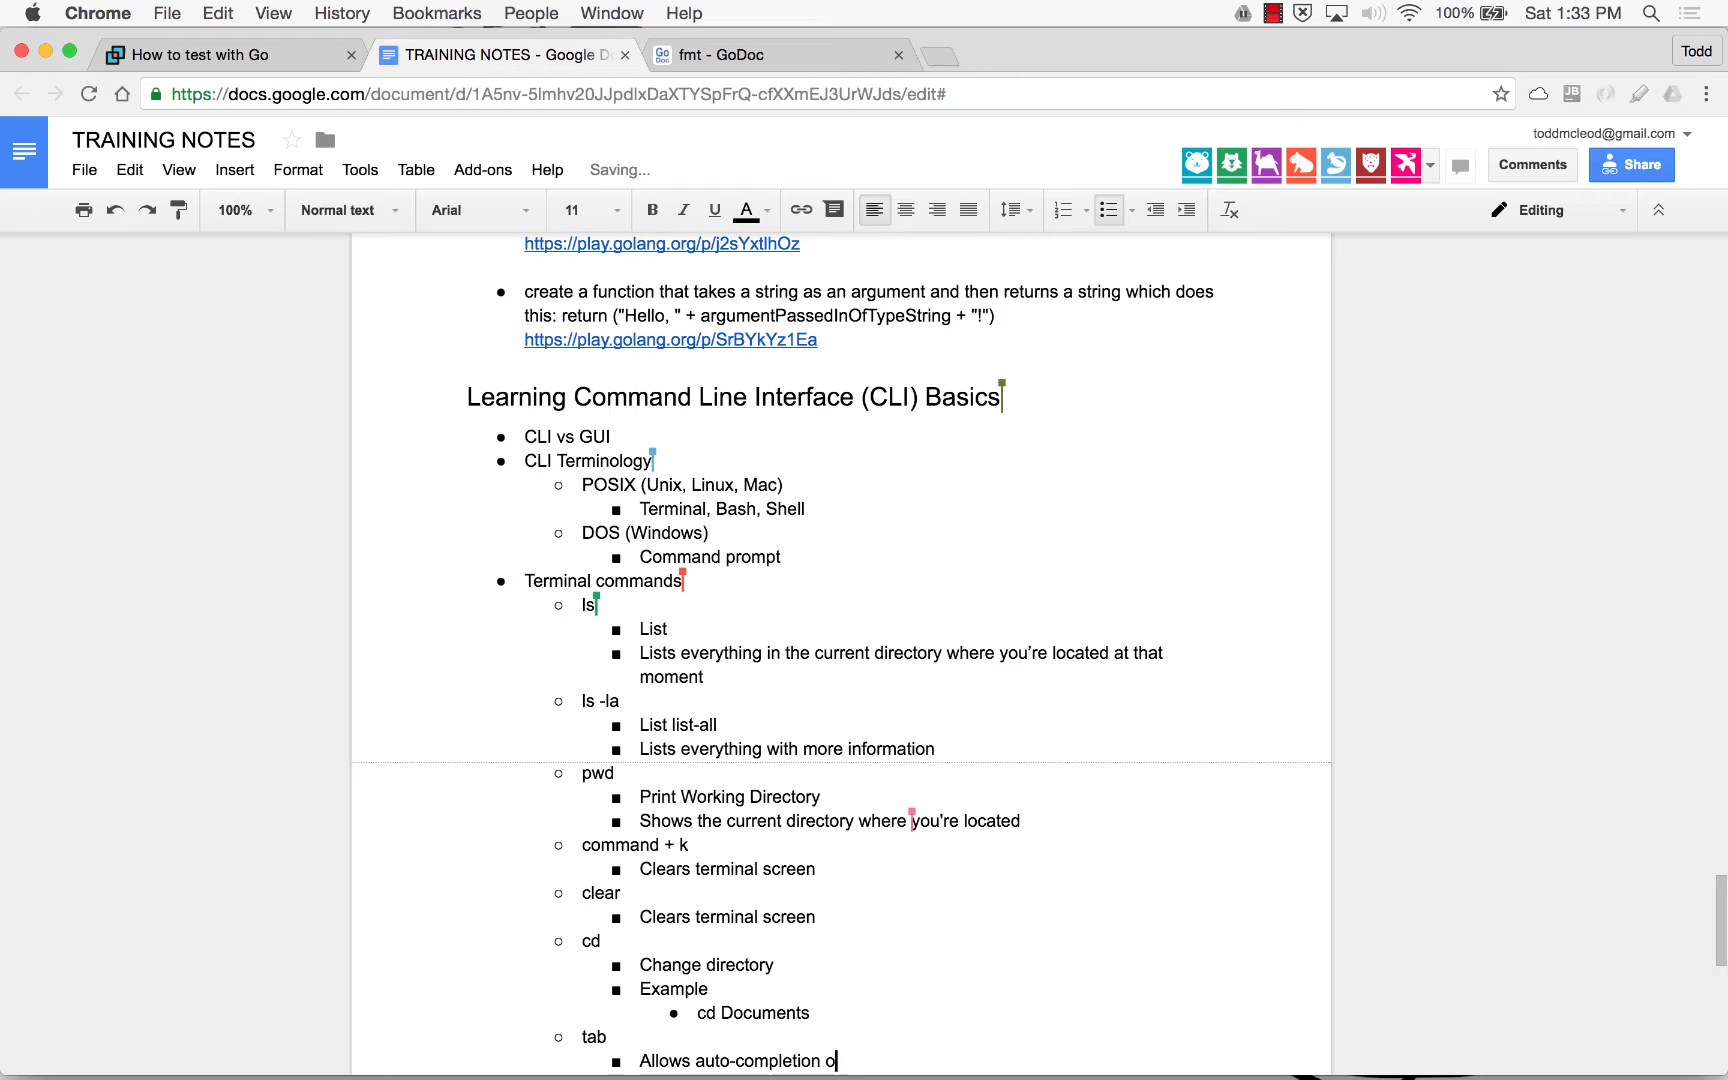 Chrome File Edit View History Bookmarks People Window Help 100% Sat 1:33 PM
How to test with Go TRAINING NOTES - Google Do fmt - GoDoc Todd
https://docs.google.com/document/d/1A5nv-5lmhv20JJpdlxDaXTYSpFrQ-cfXXmEJ3UrWJds/edit#
TRAINING NOTES
toddmcleod@gmail.com
File Edit View Insert Format Tools Table Add-ons Help Saving...
Comments Share
100% Normal text Arial 11 B I U A Editing
https://play.golang.org/p/j2sYxtlhOz
● create a function that takes a string as an argument and then returns a string which does
this: return ("Hello, " + argumentPassedInOfTypeString + "!")
https://play.golang.org/p/SrBYkYz1Ea
Learning Command Line Interface (CLI) Basics
● CLI vs GUI
● CLI Terminology
○ POSIX (Unix, Linux, Mac)
■ Terminal, Bash, Shell
○ DOS (Windows)
■ Command prompt
● Terminal commands
○ ls
■ List
■ Lists everything in the current directory where you’re located at that
moment
○ ls -la
■ List list-all
■ Lists everything with more information
○ pwd
■ Print Working Directory
■ Shows the current directory where you're located
○ command + k
■ Clears terminal screen
○ clear
■ Clears terminal screen
○ cd
■ Change directory
■ Example
● cd Documents
○ tab
■ Allows auto-completion o